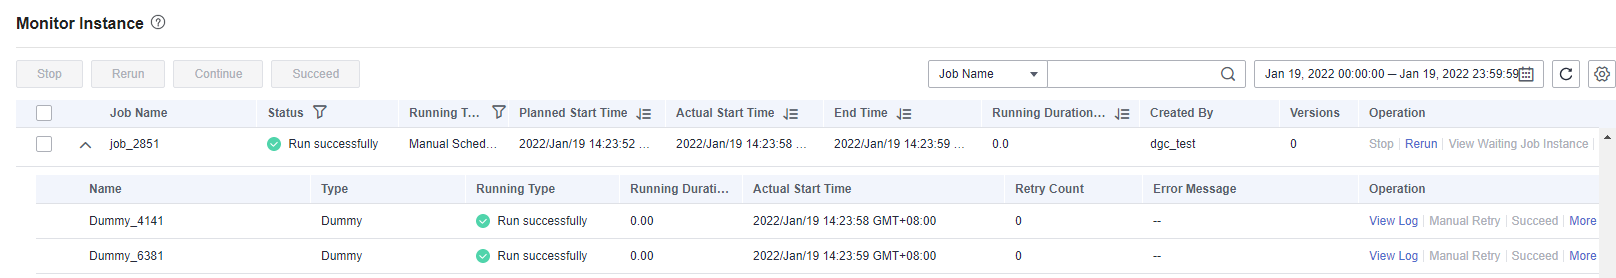 Monitor Instance ?
Stop Rerun Continue Succeed Job Name Jan 19, 2022 00:00:00 – Jan 19, 2022 23:59:59
Job Name Status Running T... Planned Start Time Actual Start Time End Time Running Duration... Created By Versions Operation
job_2851 Run successfully Manual Sched... 2022/Jan/19 14:23:52 ... 2022/Jan/19 14:23:58 ... 2022/Jan/19 14:23:59 ... 0.0 dgc_test 0 Stop Rerun View Waiting Job Instance
Name Type Running Type Running Durati... Actual Start Time Retry Count Error Message Operation
Dummy_4141 Dummy Run successfully 0.00 2022/Jan/19 14:23:58 GMT+08:00 0 -- View Log Manual Retry Succeed More
Dummy_6381 Dummy Run successfully 0.00 2022/Jan/19 14:23:59 GMT+08:00 0 -- View Log Manual Retry Succeed More